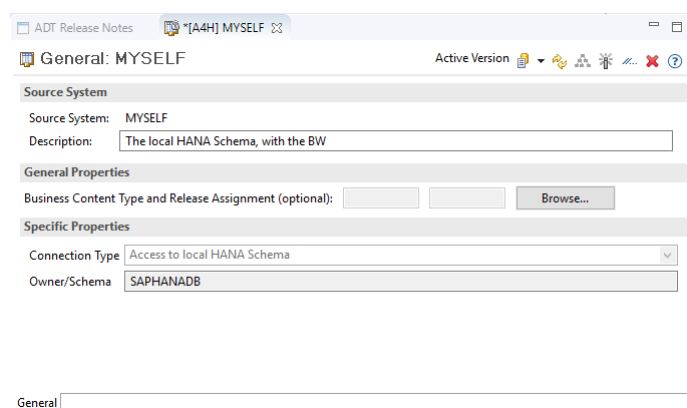 ADT Release Notes *[A4H] MYSELF
General: MYSELF Active Version
Source System
Source System: MYSELF
Description: The local HANA Schema, with the BW
General Properties
Business Content Type and Release Assignment (optional): Browse...
Specific Properties
Connection Type Access to local HANA Schema
Owner/Schema SAPHANADB
General